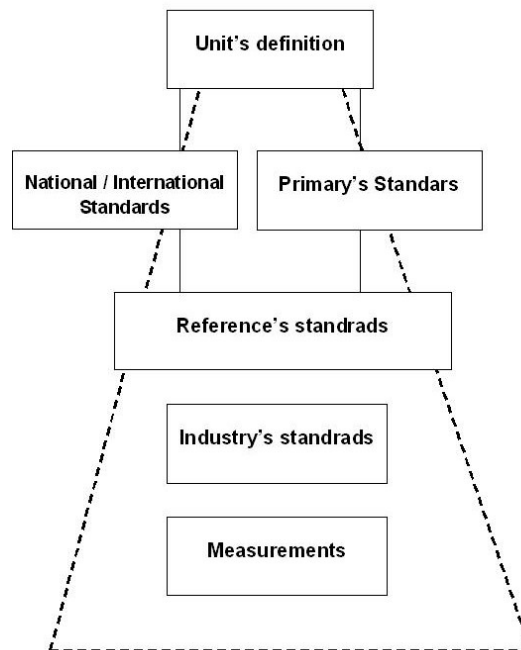 Unit's definition
National / International
Standards
Primary's Standars
Reference's standrads
Industry's standrads
Measurements